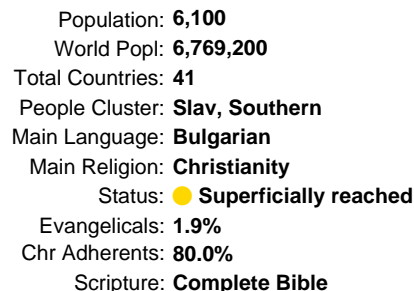 Population: 6,100
World Popl: 6,769,200
Total Countries: 41
People Cluster: Slav, Southern
Main Language: Bulgarian
Main Religion: Christianity
Status: Superficially reached
Evangelicals: 1.9%
Chr Adherents: 80.0%
Scripture: Complete Bible